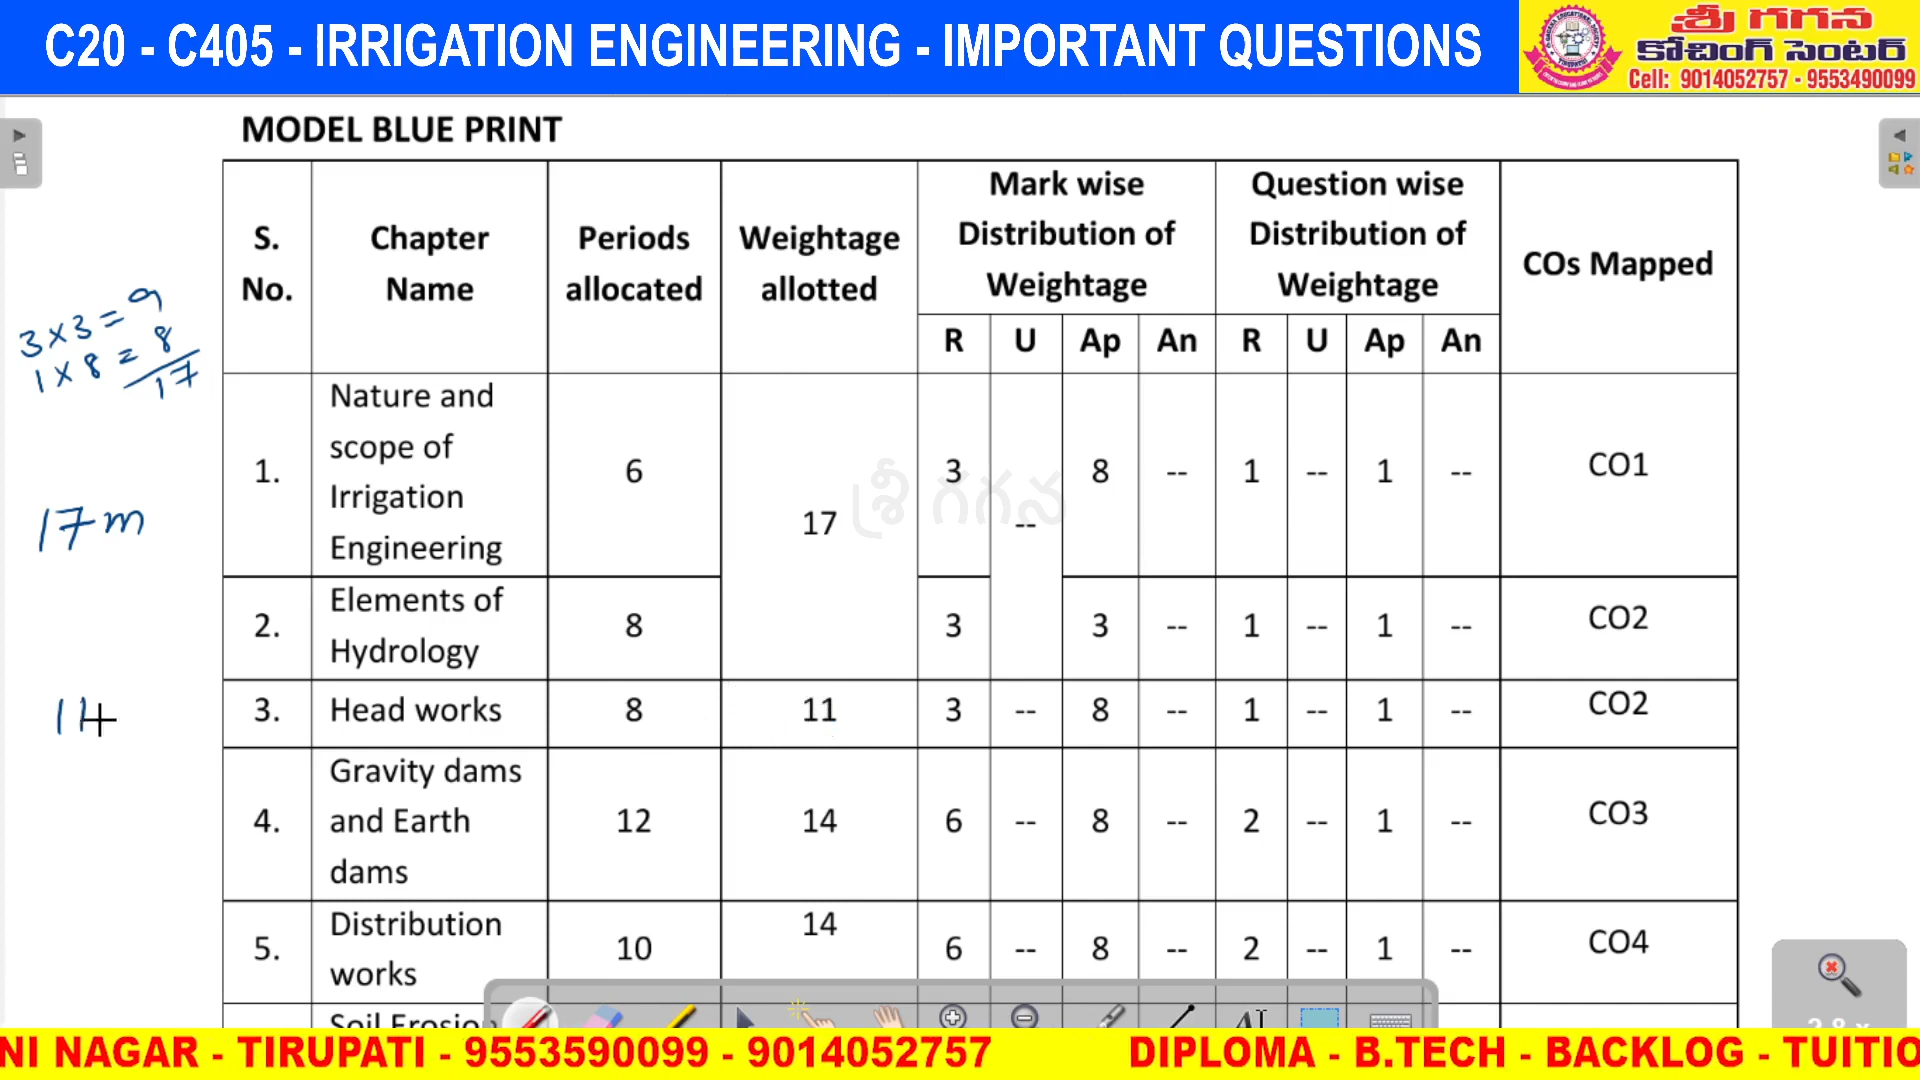 C20 - C405 - IRRIGATION ENGINEERING - IMPORTANT QUESTIONS
శ్రీ గగన
కోచింగ్ సెంటర్
Cell: 9014052757 - 9553490099
MODEL BLUE PRINT
S. No. Chapter Name Periods allocated Weightage allotted Mark wise Distribution of Weightage Question wise Distribution of Weightage COs Mapped
R U Ap An R U Ap An
3 x 3 = 9
1 x 8 = 8
17
1. Nature and scope of Irrigation Engineering 6 17 3 -- 8 -- 1 -- 1 -- CO1
శ్రీ గగన
17 m
2. Elements of Hydrology 8 3 3 -- 1 -- 1 -- CO2
11
3. Head works 8 11 3 -- 8 -- 1 -- 1 -- CO2
4. Gravity dams and Earth dams 12 14 6 -- 8 -- 2 -- 1 -- CO3
5. Distribution works 10 14 6 -- 8 -- 2 -- 1 -- CO4
Soil Erosion
NI NAGAR - TIRUPATI - 9553590099 - 9014052757 DIPLOMA - B.TECH - BACKLOG - TUITIO